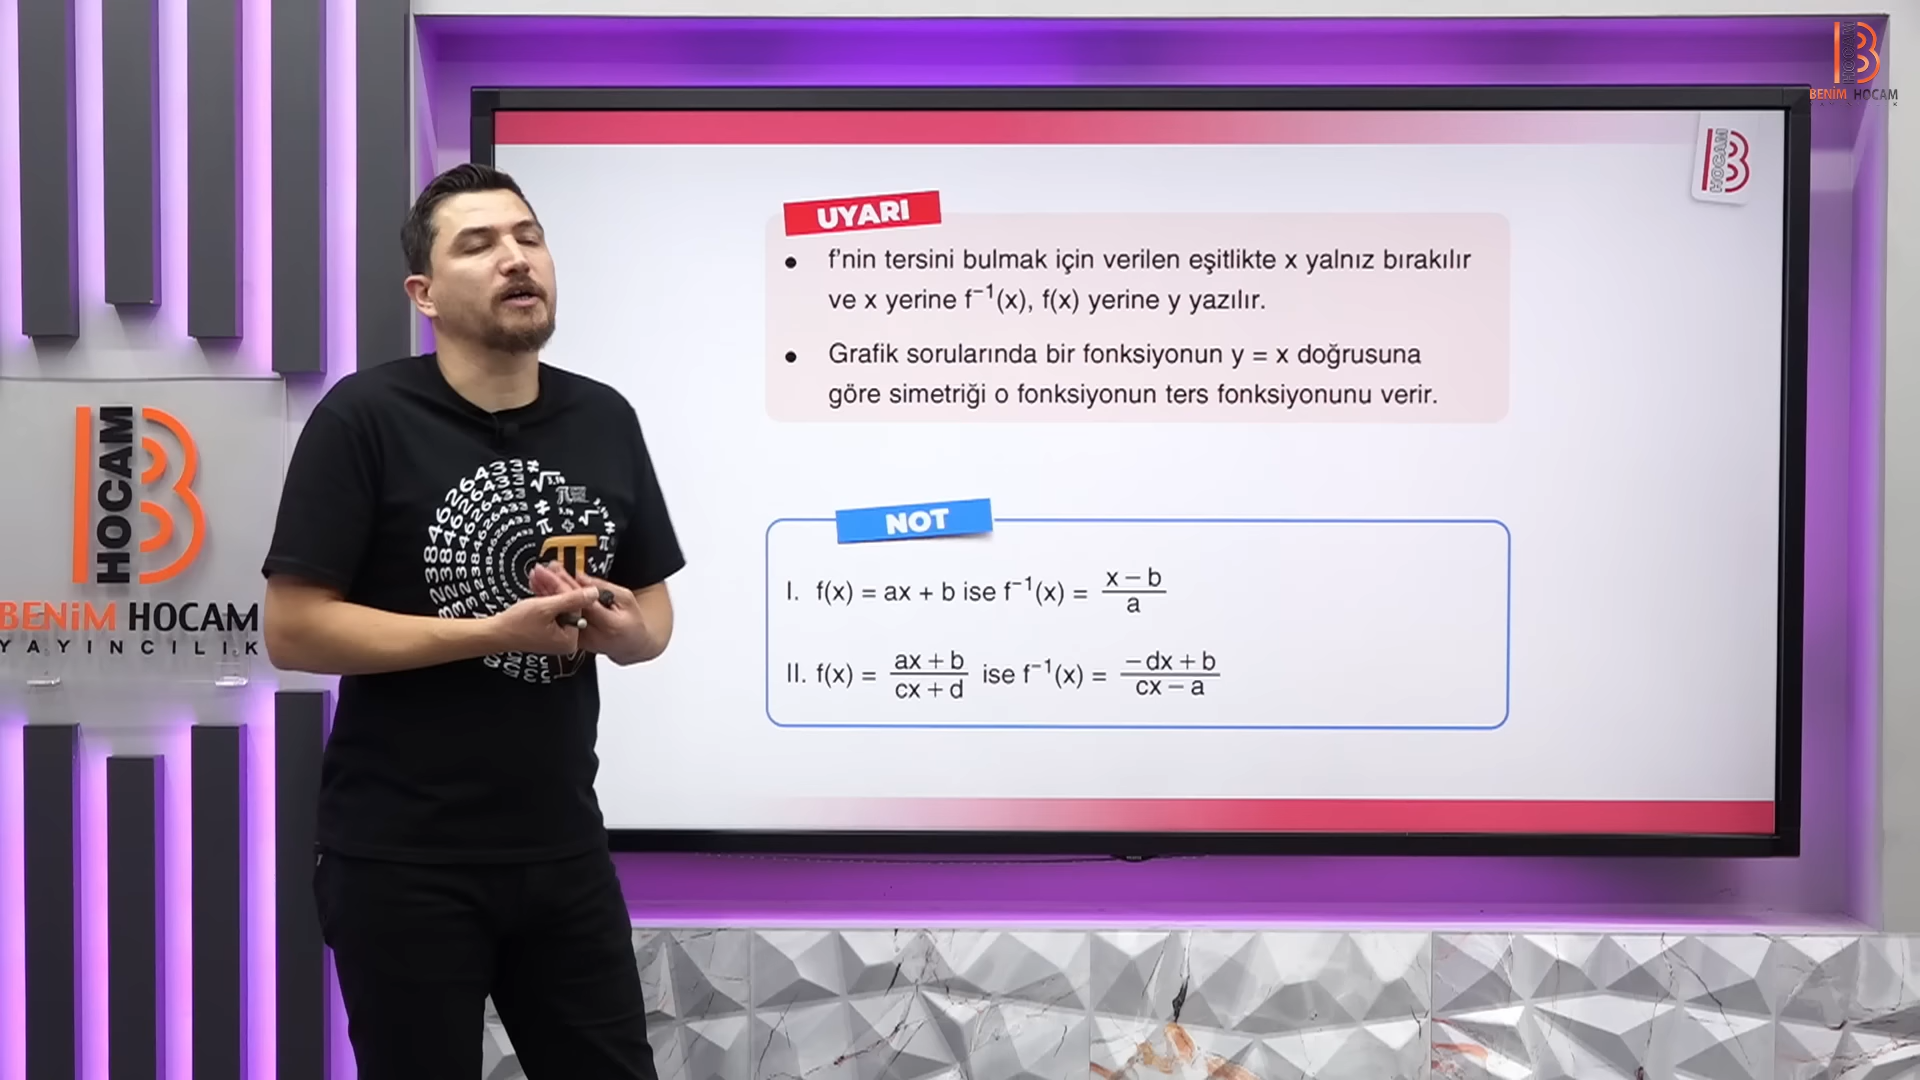 HOCAM
BENİM HOCAM
HOCAM
UYARI
• f'nin tersini bulmak için verilen eşitlikte x yalnız bırakılır
ve x yerine f⁻¹(x), f(x) yerine y yazılır.
• Grafik sorularında bir fonksiyonun y = x doğrusuna
göre simetriği o fonksiyonun ters fonksiyonunu verir.
NOT
I. f(x) = ax + b ise f⁻¹(x) = (x – b)/a
II. f(x) = (ax + b)/(cx + d) ise f⁻¹(x) = (–dx + b)/(cx – a)
HOCAM
BENİM HOCAM
YAYINCILIK